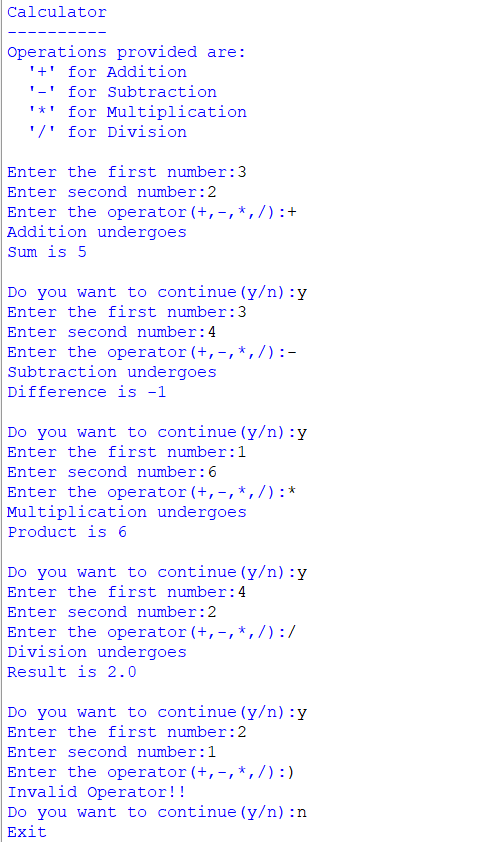 Calculator
----------
Operations provided are:
  '+' for Addition
  '-' for Subtraction
  '*' for Multiplication
  '/' for Division

Enter the first number:3
Enter second number:2
Enter the operator(+,-,*,/):+
Addition undergoes
Sum is 5

Do you want to continue(y/n):y
Enter the first number:3
Enter second number:4
Enter the operator(+,-,*,/):-
Subtraction undergoes
Difference is -1

Do you want to continue(y/n):y
Enter the first number:1
Enter second number:6
Enter the operator(+,-,*,/):*
Multiplication undergoes
Product is 6

Do you want to continue(y/n):y
Enter the first number:4
Enter second number:2
Enter the operator(+,-,*,/):/
Division undergoes
Result is 2.0

Do you want to continue(y/n):y
Enter the first number:2
Enter second number:1
Enter the operator(+,-,*,/):)
Invalid Operator!!
Do you want to continue(y/n):n
Exit